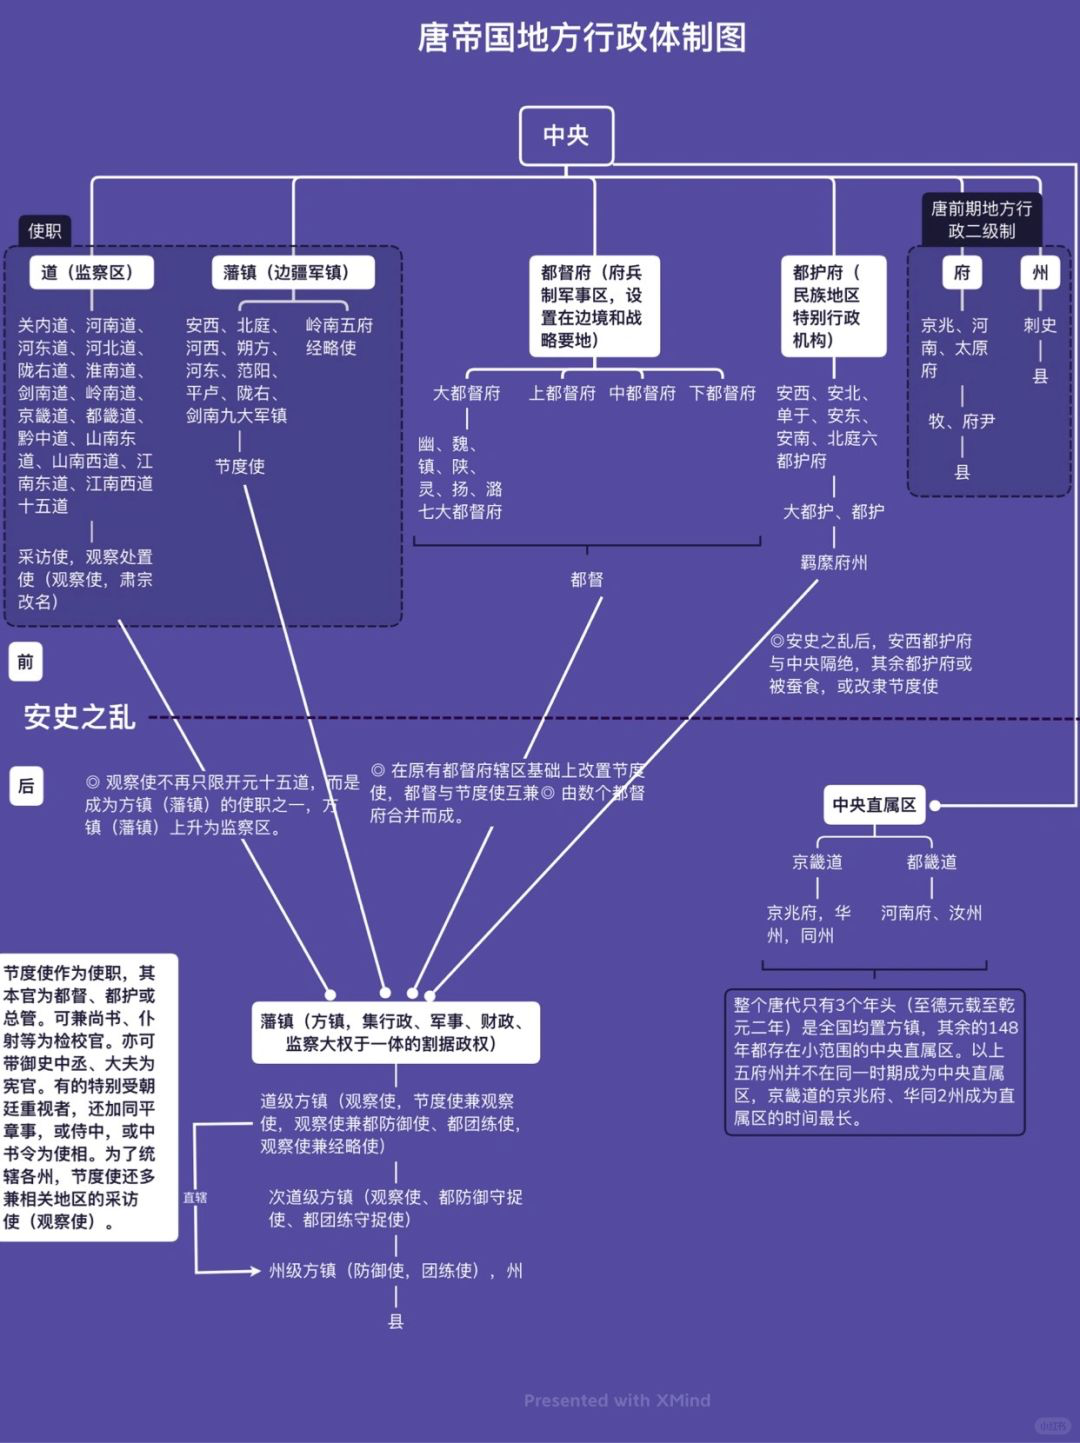 唐帝国地方行政体制图
中央
使职
道（监察区）
关内道、河南道、
河东道、河北道、
陇右道、淮南道、
剑南道、岭南道、
京畿道、都畿道、
黔中道、山南东
道、山南西道、江
南东道、江南西道
十五道
采访使，观察处置
使（观察使，肃宗
改名）
藩镇（边疆军镇）
安西、北庭、
河西、朔方、
河东、范阳、
平卢、陇右、
剑南九大军镇
节度使
岭南五府
经略使
都督府（府兵
制军事区，设
置在边境和战
略要地）
大都督府
上都督府
中都督府
下都督府
幽、魏、
镇、陕、
灵、扬、潞
七大都督府
都督
都护府（
民族地区
特别行政
机构）
安西、安北、
单于、安东、
安南、北庭六
都护府
大都护、都护
羁縻府州
唐前期地方行
政二级制
府
京兆、河
南、太原
府
牧、府尹
县
州
刺史
县
◎安史之乱后，安西都护府
与中央隔绝，其余都护府或
被蚕食，或改隶节度使
前
安史之乱
后
◎ 观察使不再只限开元十五道，而是
成为方镇（藩镇）的使职之一，方
镇（藩镇）上升为监察区。
◎ 在原有都督府辖区基础上改置节度
使，都督与节度使互兼◎ 由数个都督
府合并而成。
中央直属区
京畿道
都畿道
京兆府，华
州，同州
河南府、汝州
整个唐代只有3个年头（至德元载至乾
元二年）是全国均置方镇，其余的148
年都存在小范围的中央直属区。以上
五府州并不在同一时期成为中央直属
区，京畿道的京兆府、华同2州成为直
属区的时间最长。
节度使作为使职，其
本官为都督、都护或
总管。可兼尚书、仆
射等为检校官。亦可
带御史中丞、大夫为
宪官。有的特别受朝
廷重视者，还加同平
章事，或侍中，或中
书令为使相。为了统
辖各州，节度使还多
兼相关地区的采访
使（观察使）。
藩镇（方镇，集行政、军事、财政、
监察大权于一体的割据政权）
道级方镇（观察使，节度使兼观察
使，观察使兼都防御使、都团练使，
观察使兼经略使）
直辖
次道级方镇（观察使、都防御守捉
使、都团练守捉使）
州级方镇（防御使，团练使），州
县
Presented with XMind
小红书